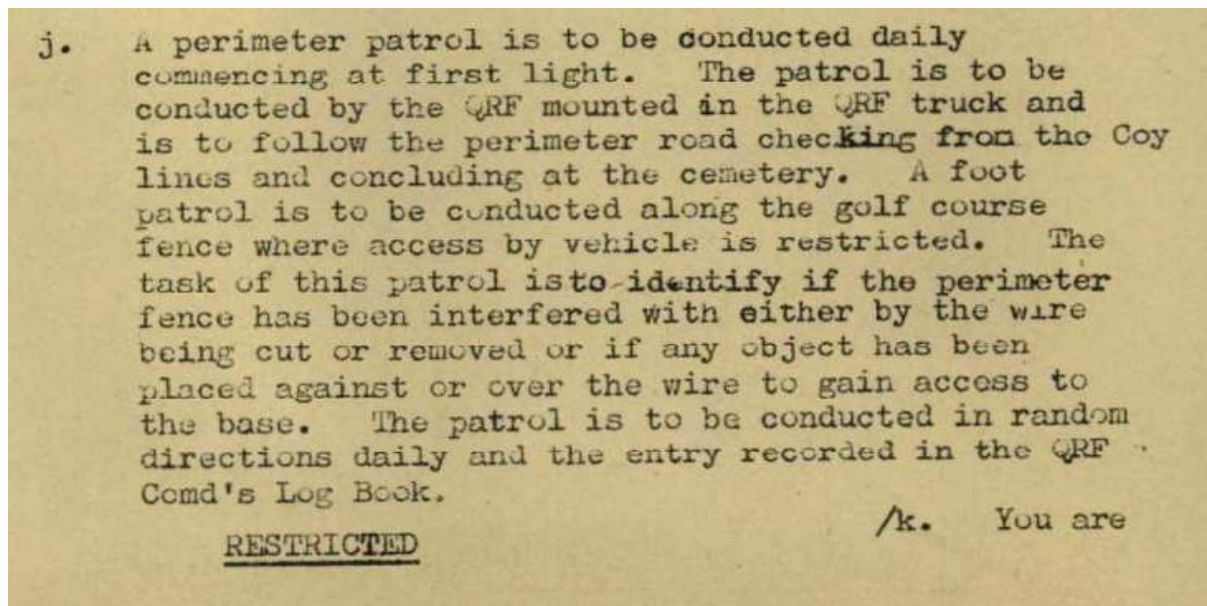 j. A perimeter patrol is to be conducted daily
commencing at first light. The patrol is to be
conducted by the QRF mounted in the QRF truck and
is to follow the perimeter road checking from the Coy
lines and concluding at the cemetery. A foot
patrol is to be conducted along the golf course
fence where access by vehicle is restricted. The
task of this patrol is to identify if the perimeter
fence has been interfered with either by the wire
being cut or removed or if any object has been
placed against or over the wire to gain access to
the base. The patrol is to be conducted in random
directions daily and the entry recorded in the QRF
Comd's Log Book.
/k. You are
RESTRICTED